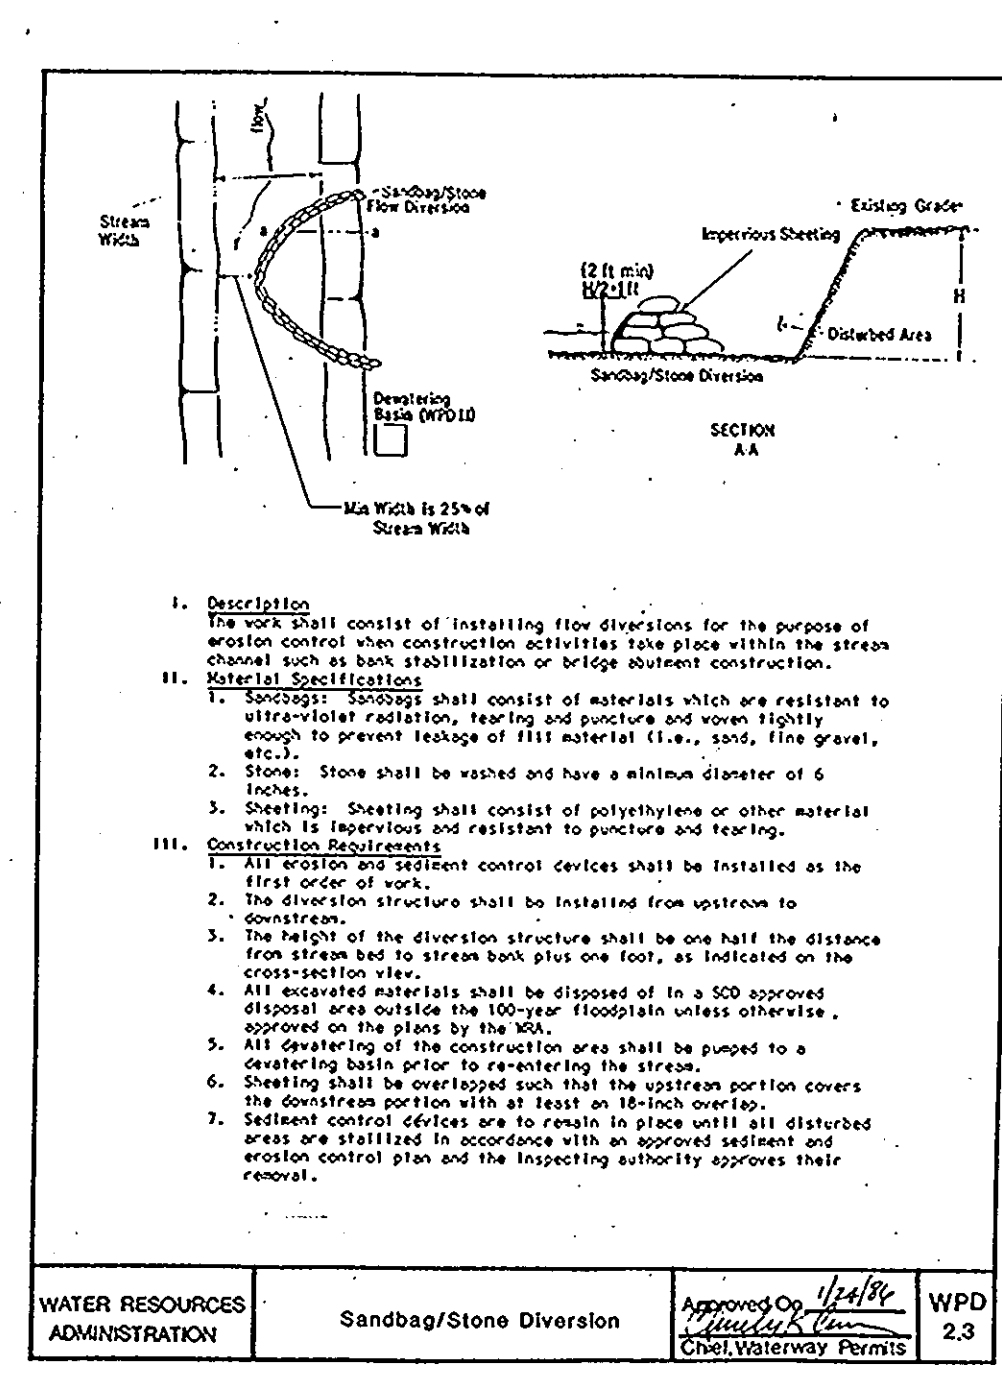 flow
Sandbag/Stone
Flow Diversion
Stream
Width
a
a
Dewatering
Basin (WPD 1.1)
Min Width is 25% of
Stream Width
Existing Grade
Impervious Sheeting
(2 ft min)
H/2+1ft
H
Disturbed Area
Sandbag/Stone Diversion
SECTION
A-A
I. Description
The work shall consist of installing flow diversions for the purpose of
erosion control when construction activities take place within the stream
channel such as bank stabilization or bridge abutment construction.
II. Material Specifications
1. Sandbags: Sandbags shall consist of materials which are resistant to
ultra-violet radiation, tearing and puncture and woven tightly
enough to prevent leakage of fill material (i.e., sand, fine gravel,
etc.).
2. Stone: Stone shall be washed and have a minimum diameter of 6
inches.
3. Sheeting: Sheeting shall consist of polyethylene or other material
which is impervious and resistant to puncture and tearing.
III. Construction Requirements
1. All erosion and sediment control devices shall be installed as the
first order of work.
2. The diversion structure shall be installed from upstream to
downstream.
3. The height of the diversion structure shall be one half the distance
from stream bed to stream bank plus one foot, as indicated on the
cross-section view.
4. All excavated materials shall be disposed of in a SCD approved
disposal area outside the 100-year floodplain unless otherwise
approved on the plans by the WRA.
5. All dewatering of the construction area shall be pumped to a
dewatering basin prior to re-entering the stream.
6. Sheeting shall be overlapped such that the upstream portion covers
the downstream portion with at least an 18-inch overlap.
7. Sediment control devices are to remain in place until all disturbed
areas are stallized in accordance with an approved sediment and
erosion control plan and the inspecting authority approves their
removal.
WATER RESOURCES
ADMINISTRATION
Sandbag/Stone Diversion
Approved On 1/24/86
Chief, Waterway Permits
WPD
2.3